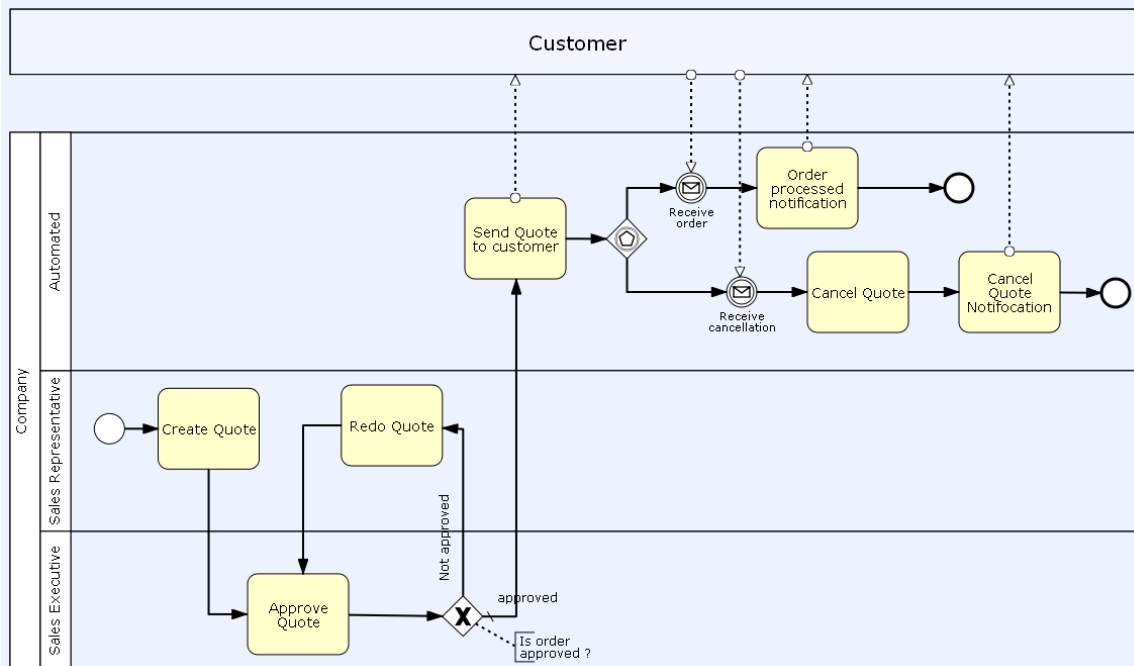 Customer
Company
Automated
Send Quote
to customer
Receive
order
Order
processed
notification
Receive
cancellation
Cancel Quote
Cancel
Quote
Notifocation
Sales Representative
Create Quote
Redo Quote
Not approved
Sales Executive
Approve
Quote
approved
Is order
approved ?